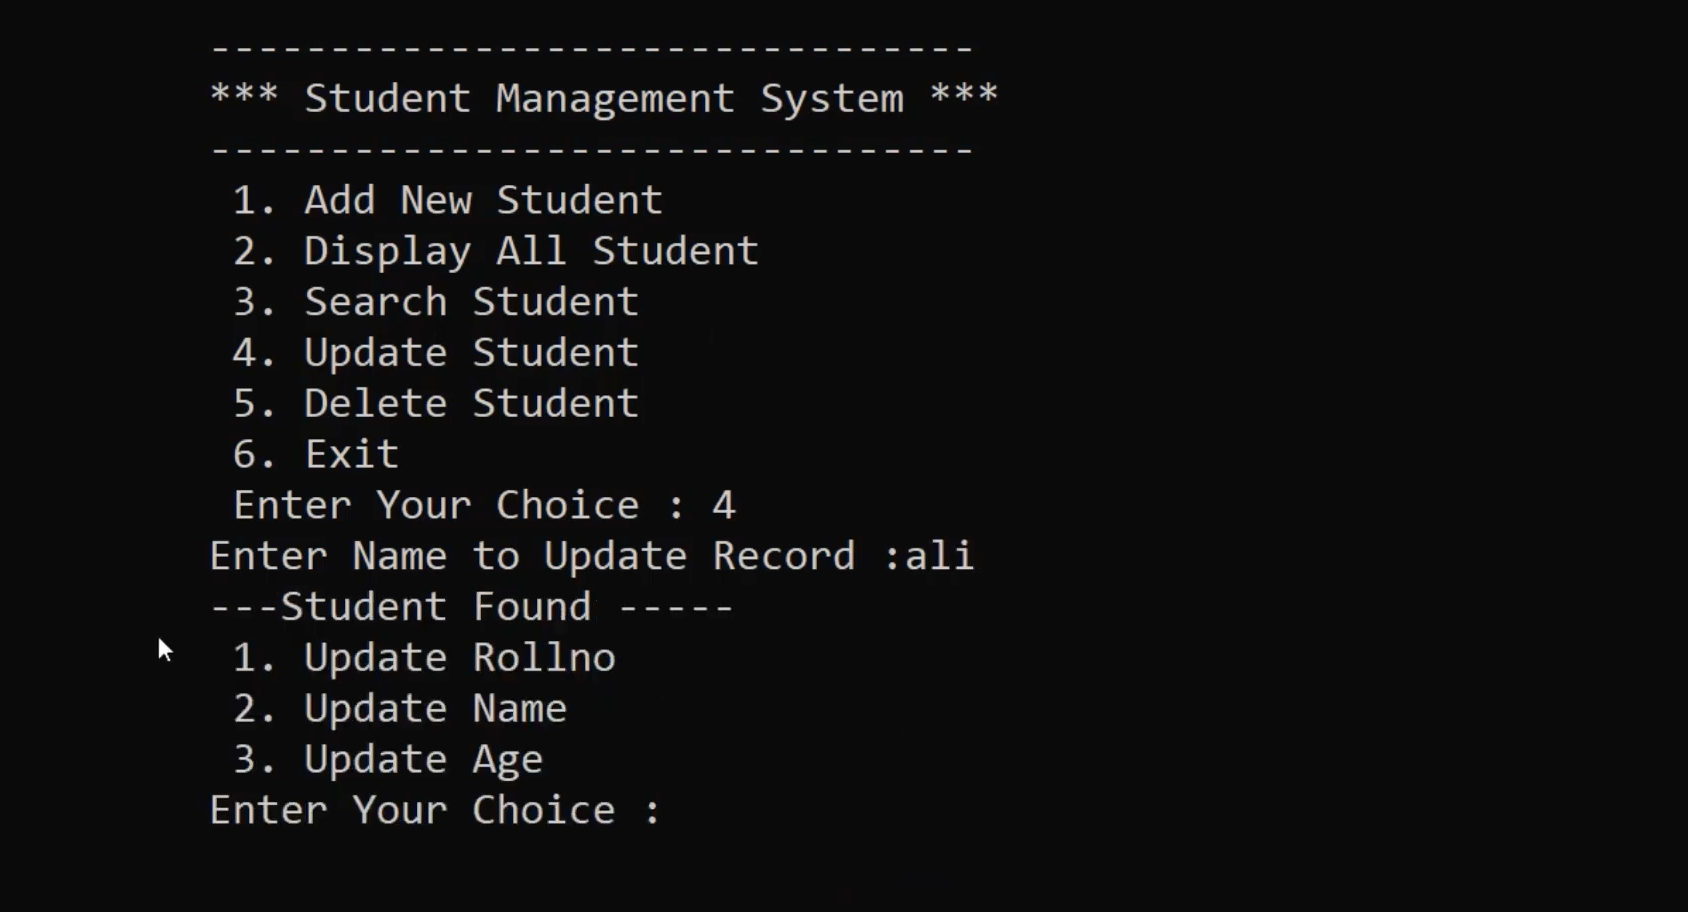 --------------------------------
*** Student Management System ***
--------------------------------
1. Add New Student
2. Display All Student
3. Search Student
4. Update Student
5. Delete Student
6. Exit
Enter Your Choice : 4
Enter Name to Update Record :ali
---Student Found -----
1. Update Rollno
2. Update Name
3. Update Age
Enter Your Choice :